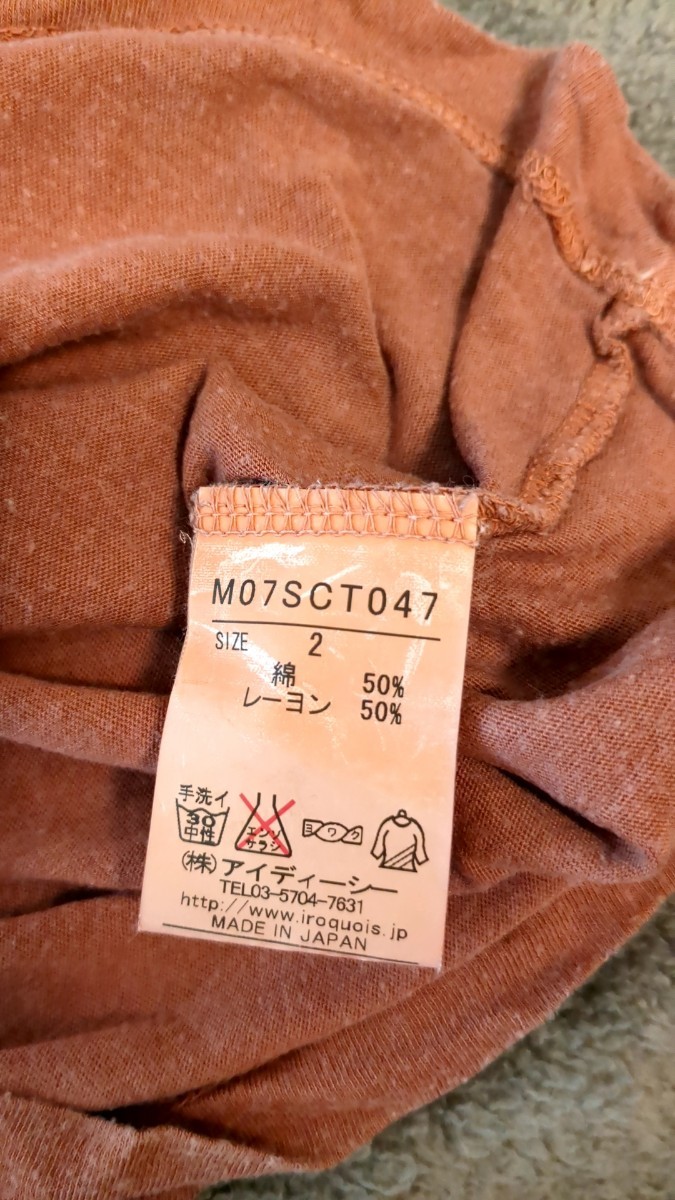 M07SCT047
SIZE 2
綿 50%
レーヨン 50%
手洗イ
30
中性
エンソ
サラシ
ヨワク
㈱アイディーシー
TEL03-5704-7631
http://www.iroquois.jp
MADE IN JAPAN